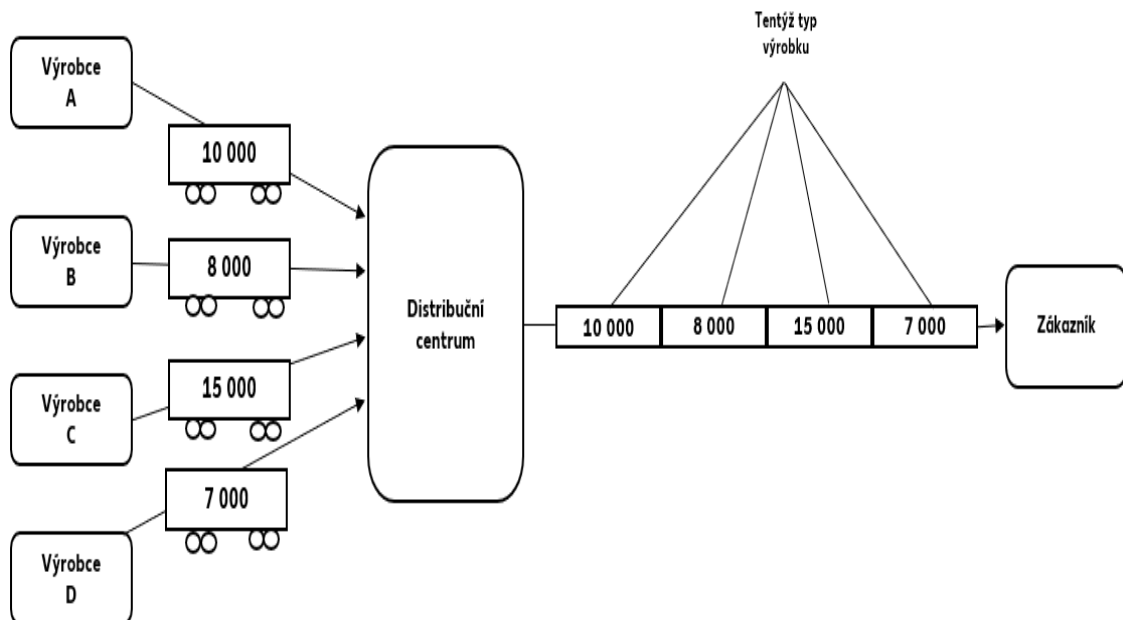 Tentýž typ
výrobku
Výrobce
A
10 000
Výrobce
B
8 000
Distribuční
centrum
10 000
8 000
15 000
7 000
Zákazník
Výrobce
C
15 000
7 000
Výrobce
D